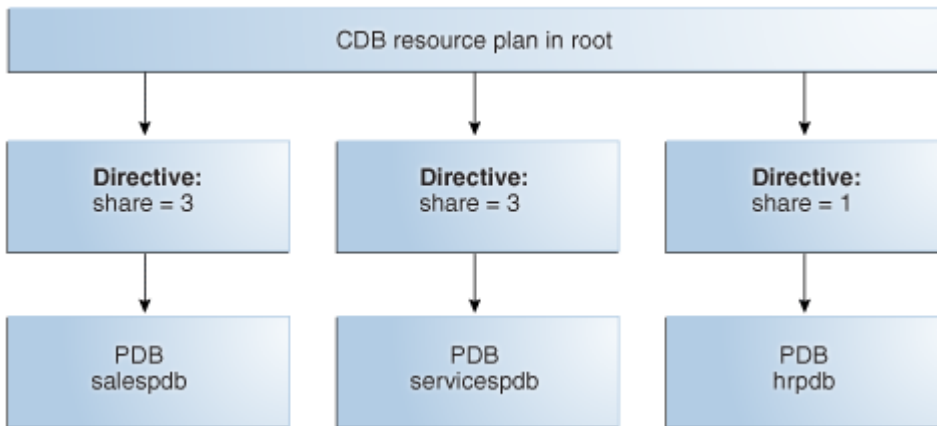 CDB resource plan in root
Directive:
share = 3
Directive:
share = 3
Directive:
share = 1
PDB
salespdb
PDB
servicespdb
PDB
hrpdb